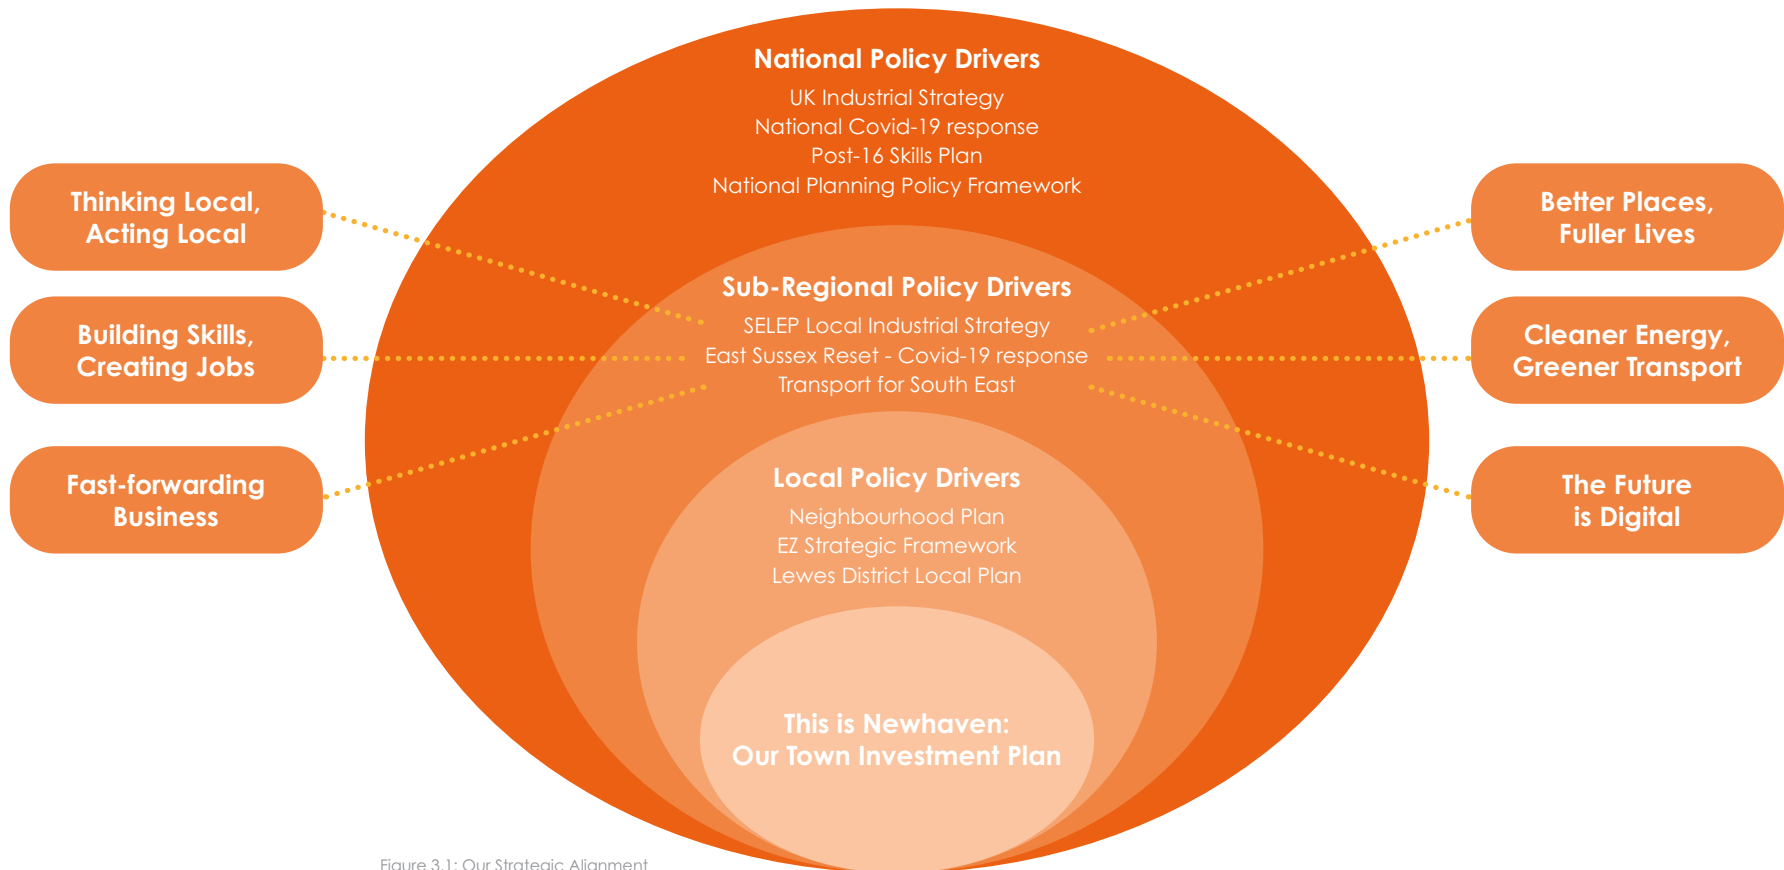 National Policy Drivers
UK Industrial Strategy
National Covid-19 response
Post-16 Skills Plan
National Planning Policy Framework
Thinking Local,
Acting Local
Building Skills,
Creating Jobs
Fast-forwarding
Business
Sub-Regional Policy Drivers
SELEP Local Industrial Strategy
East Sussex Reset - Covid-19 response
Transport for South East
Better Places,
Fuller Lives
Cleaner Energy,
Greener Transport
The Future
is Digital
Local Policy Drivers
Neighbourhood Plan
EZ Strategic Framework
Lewes District Local Plan
This is Newhaven:
Our Town Investment Plan
Figure 3.1: Our Strategic Alignment